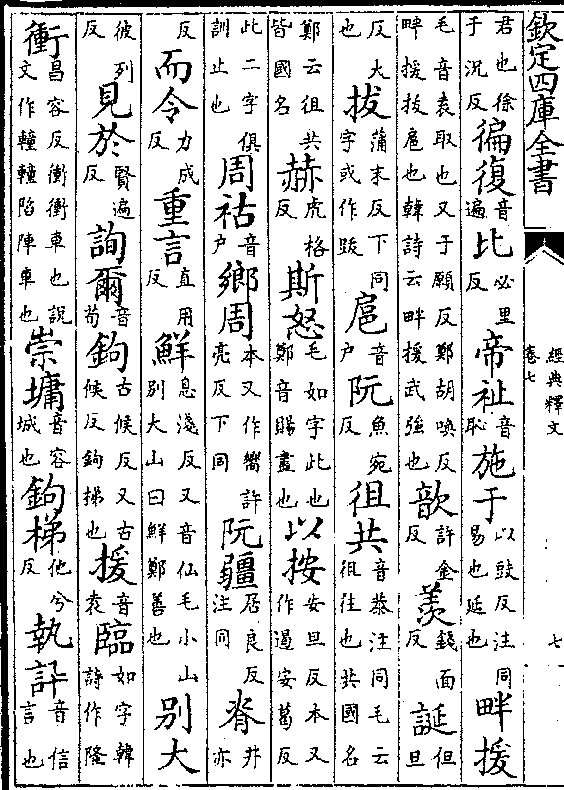 欽定四庫全書 經典釋文 卷七 七
君也徐于況反徧復音遍比必里反帝祉音恥施于以豉反注同易也延也畔援
毛音袁取也又于願反鄭胡喚反畔援拔扈也韓詩云畔援武強也歆許金反羨錢面反誕但旦
反大也拔蒲末反下同字或作跋扈音戶阮魚宛反徂共音恭注同毛云徂往也共國名
鄭云徂共皆國名赫虎格反斯怒毛如字此也鄭音賜盡也以按安旦反本又作遏安葛反
此二字俱訓止也周祜音戶鄉周本又作嚮許亮反下同阮疆居良反注同脊井亦
反而令力成反重言直用反鮮息淺反又音仙毛小山別大山曰鮮鄭善也別大
彼列反見於賢遍反詢爾音荀鉤古候反又古候反鉤梯也援音袁臨如字韓詩作隆
衝昌容反衝衝車也說文作䡴䡴陷陣車也崇墉音容城也鉤梯他兮反執訊音信言也